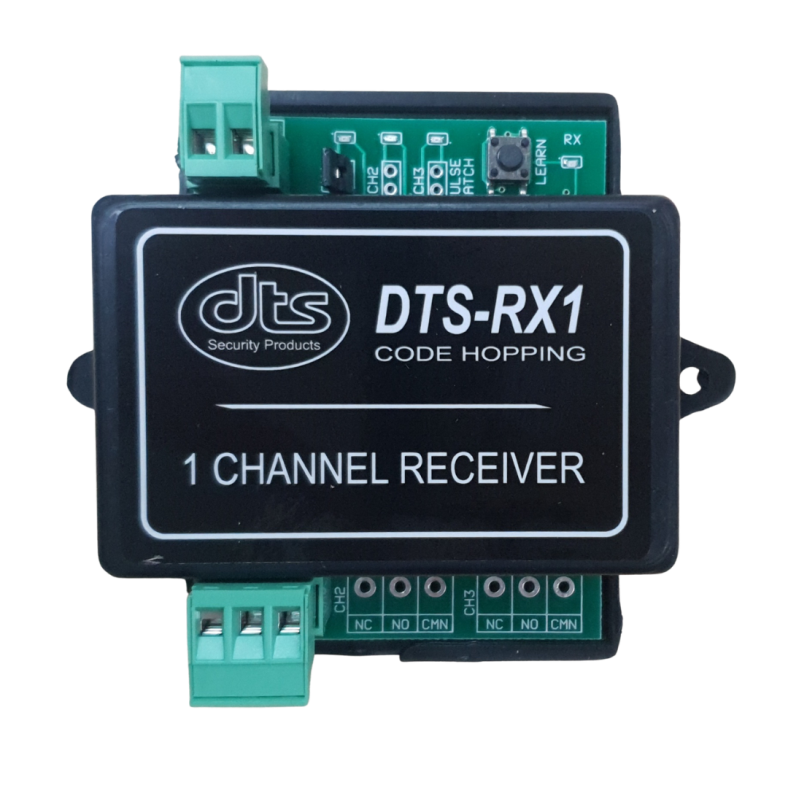 RX
LEARN
CH2
CH3
ULSE
ATCH
dts
Security Products
DTS-RX1
CODE HOPPING
1 CHANNEL RECEIVER
CH2
NC NO CMN
CH3
NC NO CMN